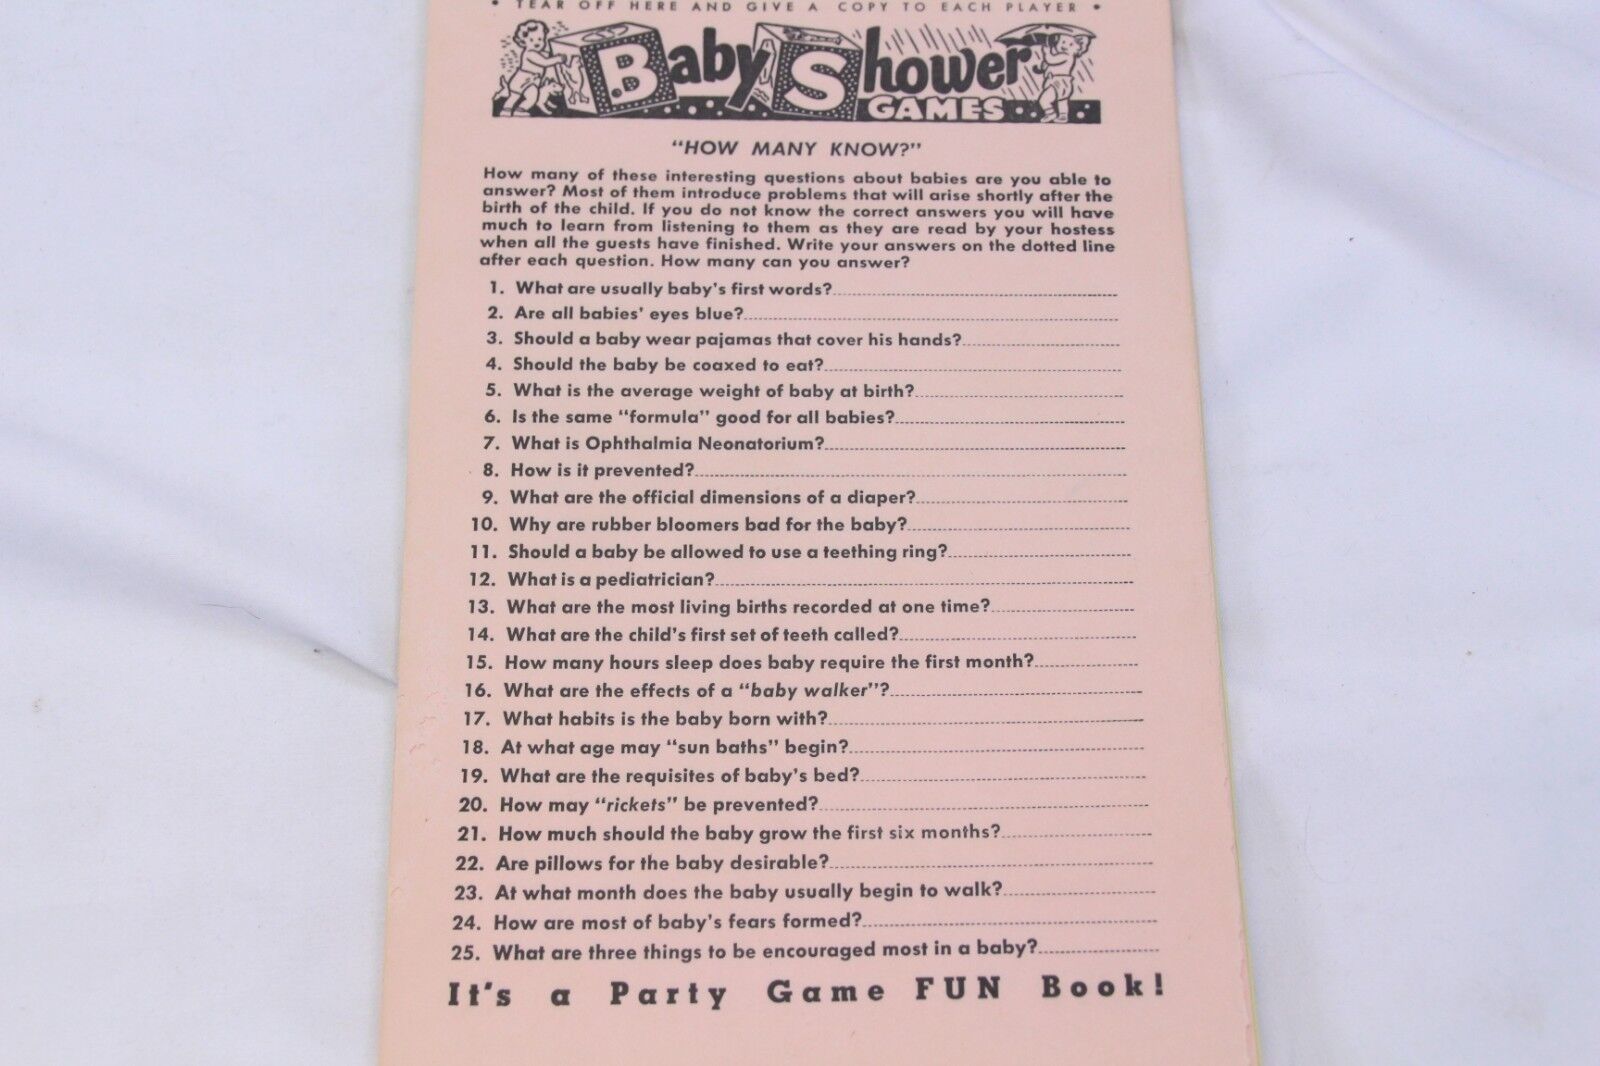 • TEAR OFF HERE AND GIVE A COPY TO EACH PLAYER •
Baby Shower
GAMES
"HOW MANY KNOW?"
How many of these interesting questions about babies are you able to
answer? Most of them introduce problems that will arise shortly after the
birth of the child. If you do not know the correct answers you will have
much to learn from listening to them as they are read by your hostess
when all the guests have finished. Write your answers on the dotted line
after each question. How many can you answer?
1. What are usually baby's first words?
2. Are all babies' eyes blue?
3. Should a baby wear pajamas that cover his hands?
4. Should the baby be coaxed to eat?
5. What is the average weight of baby at birth?
6. Is the same "formula" good for all babies?
7. What is Ophthalmia Neonatorium?
8. How is it prevented?
9. What are the official dimensions of a diaper?
10. Why are rubber bloomers bad for the baby?
11. Should a baby be allowed to use a teething ring?
12. What is a pediatrician?
13. What are the most living births recorded at one time?
14. What are the child's first set of teeth called?
15. How many hours sleep does baby require the first month?
16. What are the effects of a "baby walker"?
17. What habits is the baby born with?
18. At what age may "sun baths" begin?
19. What are the requisites of baby's bed?
20. How may "rickets" be prevented?
21. How much should the baby grow the first six months?
22. Are pillows for the baby desirable?
23. At what month does the baby usually begin to walk?
24. How are most of baby's fears formed?
25. What are three things to be encouraged most in a baby?
It's a Party Game FUN Book!